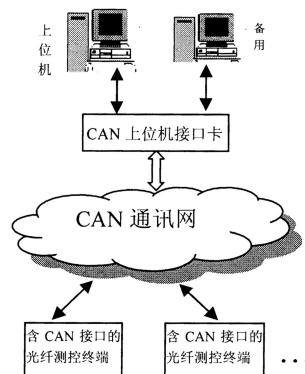 上位机
备用
CAN 上位机接口卡
CAN 通讯网
含 CAN 接口的
光纤测控终端
含 CAN 接口的
光纤测控终端
• •